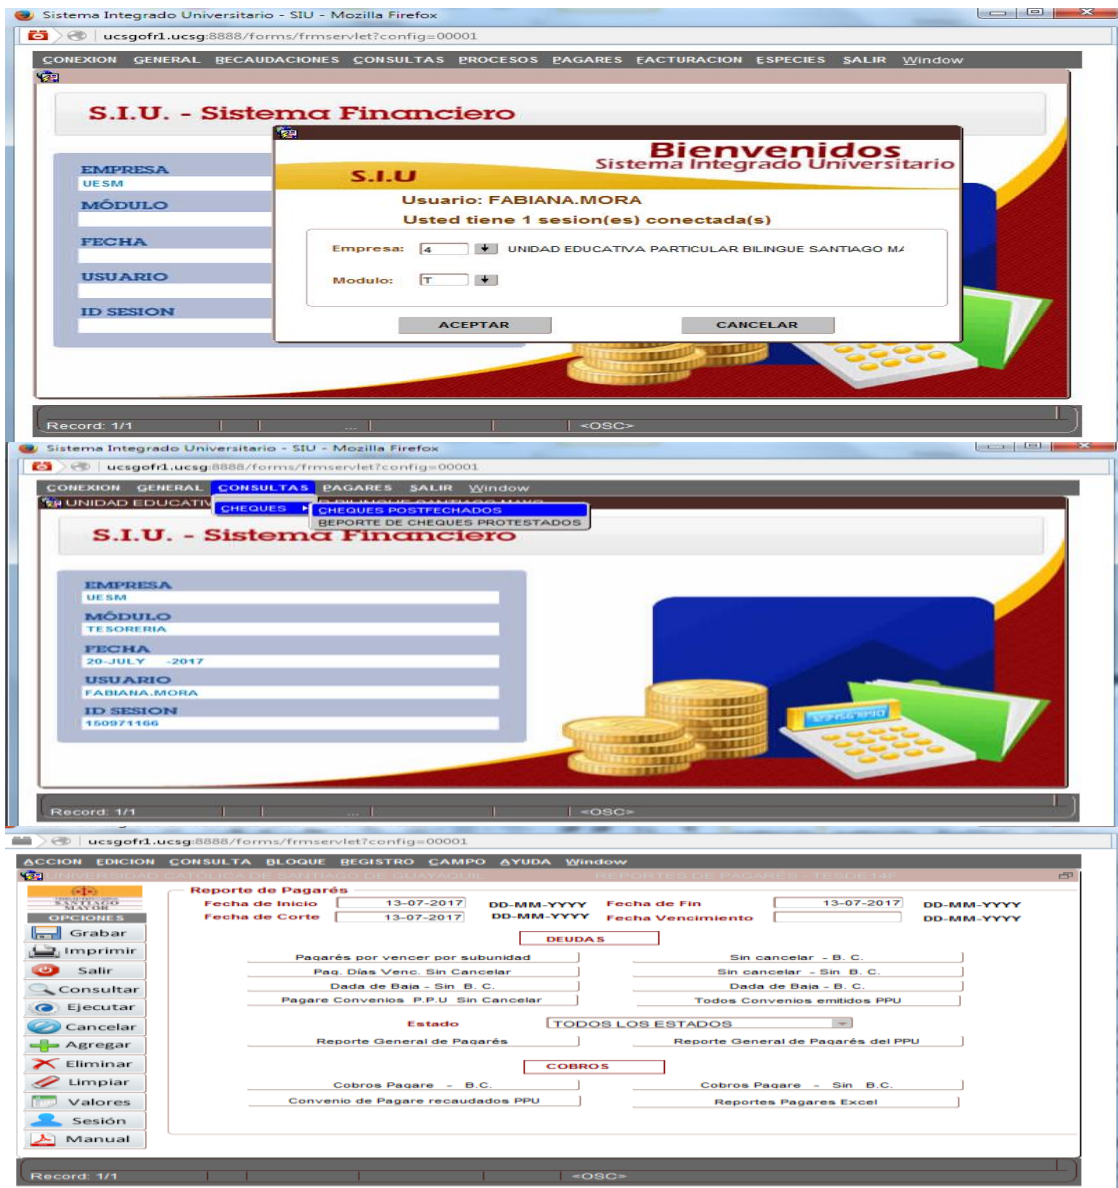 Sistema Integrado Universitario - SIU - Mozilla Firefox
ucsgofr1.ucsg:8888/forms/frmservlet?config=00001
CONEXION GENERAL RECAUDACIONES CONSULTAS PROCESOS PAGARES FACTURACION ESPECIES SALIR Window
S.I.U. - Sistema Financiero
Bienvenidos
Sistema Integrado Universitario
S.I.U
EMPRESA
UESM
MÓDULO
FECHA
USUARIO
ID SESION
Usuario: FABIANA.MORA
Usted tiene 1 sesion(es) conectada(s)
Empresa: 4 UNIDAD EDUCATIVA PARTICULAR BILINGUE SANTIAGO MA
Modulo: T
ACEPTAR CANCELAR
Record: 1/1 ... <OSC>
Sistema Integrado Universitario - SIU - Mozilla Firefox
ucsgofr1.ucsg:8888/forms/frmservlet?config=00001
CONEXION GENERAL CONSULTAS PAGARES SALIR Window
UNIDAD EDUCATIV
CHEQUES CHEQUES POSTFECHADOS
REPORTE DE CHEQUES PROTESTADOS
S.I.U. - Sistema Financiero
EMPRESA
UESM
MÓDULO
TESORERIA
FECHA
20-JULY -2017
USUARIO
FABIANA.MORA
ID SESION
150971166
Record: 1/1 ... <OSC>
ucsgofr1.ucsg:8888/forms/frmservlet?config=00001
ACCION EDICION CONSULTA BLOQUE REGISTRO CAMPO AYUDA Window
UNIVERSIDAD CATOLICA DE SANTIAGO DE GUAYAQUIL REPORTES DE PAGARES - TESDE14F
SANTIAGO
MAYOR
OPCIONES
Grabar
Imprimir
Salir
Consultar
Ejecutar
Cancelar
Agregar
Eliminar
Limpiar
Valores
Sesión
Manual
Reporte de Pagarés
Fecha de Inicio 13-07-2017 DD-MM-YYYY Fecha de Fin 13-07-2017 DD-MM-YYYY
Fecha de Corte 13-07-2017 DD-MM-YYYY Fecha Vencimiento DD-MM-YYYY
DEUDAS
Pagarés por vencer por subunidad Sin cancelar - B. C.
Pag. Días Venc. Sin Cancelar Sin cancelar - Sin B. C.
Dada de Baja - Sin B. C. Dada de Baja - B. C.
Pagare Convenios P.P.U Sin Cancelar Todos Convenios emitidos PPU
Estado TODOS LOS ESTADOS
Reporte General de Pagarés Reporte General de Pagarés del PPU
COBROS
Cobros Pagare - B.C. Cobros Pagare - Sin B.C.
Convenio de Pagare recaudados PPU Reportes Pagares Excel
Record: 1/1 <OSC>